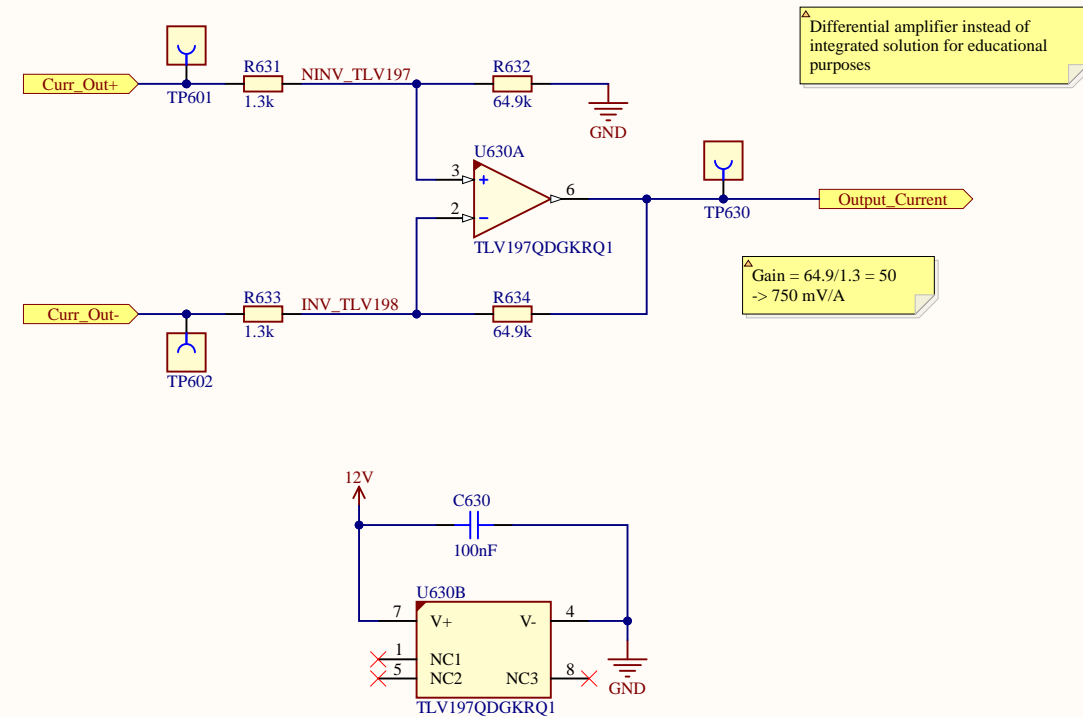 Differential amplifier instead of
integrated solution for educational
purposes
TP601
Curr_Out+
R631
1.3k
NINV_TLV197
R632
64.9k
GND
U630A
3
+
2
-
6
TLV197QDGKRQ1
TP630
Output_Current
Gain = 64.9/1.3 = 50
-> 750 mV/A
Curr_Out-
R633
1.3k
INV_TLV198
R634
64.9k
TP602
12V
C630
100nF
U630B
7
V+
V-
4
1
NC1
5
NC2
NC3
8
GND
TLV197QDGKRQ1